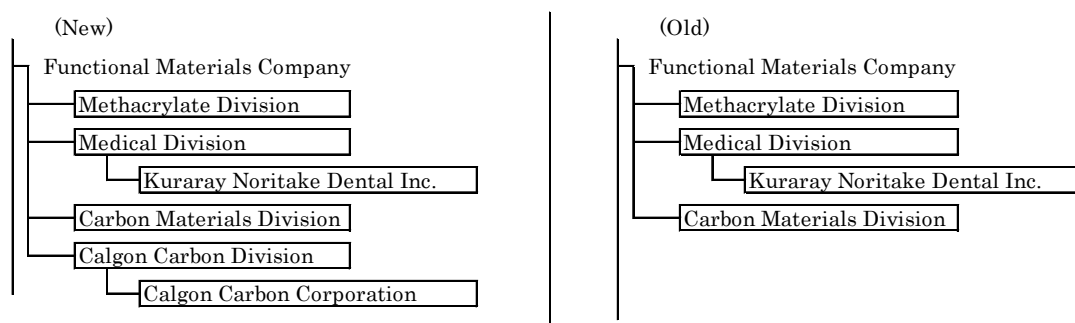 (New)
Functional Materials Company
Methacrylate Division
Medical Division
Kuraray Noritake Dental Inc.
Carbon Materials Division
Calgon Carbon Division
Calgon Carbon Corporation
(Old)
Functional Materials Company
Methacrylate Division
Medical Division
Kuraray Noritake Dental Inc.
Carbon Materials Division